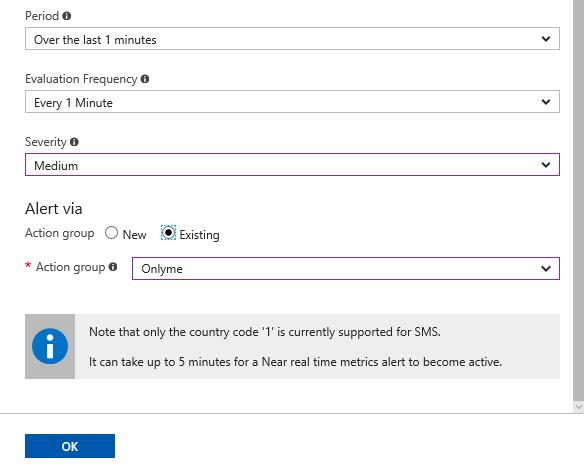 Period
Over the last 1 minutes
Evaluation Frequency
Every 1 Minute
Severity
Medium
Alert via
Action group New Existing
* Action group Onlyme
Note that only the country code '1' is currently supported for SMS.
It can take up to 5 minutes for a Near real time metrics alert to become active.
OK